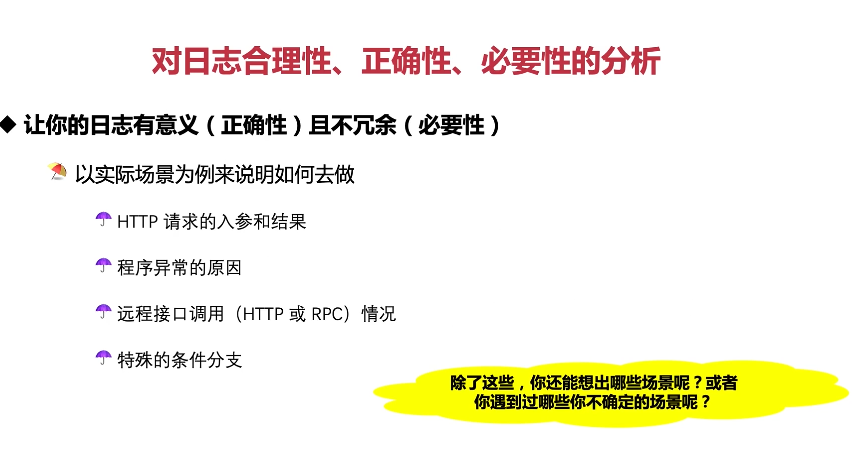 对日志合理性、正确性、必要性的分析
让你的日志有意义（正确性）且不冗余（必要性）
以实际场景为例来说明如何去做
HTTP 请求的入参和结果
程序异常的原因
远程接口调用（HTTP 或 RPC）情况
特殊的条件分支
除了这些，你还能想出哪些场景呢？或者
你遇到过哪些你不确定的场景呢？